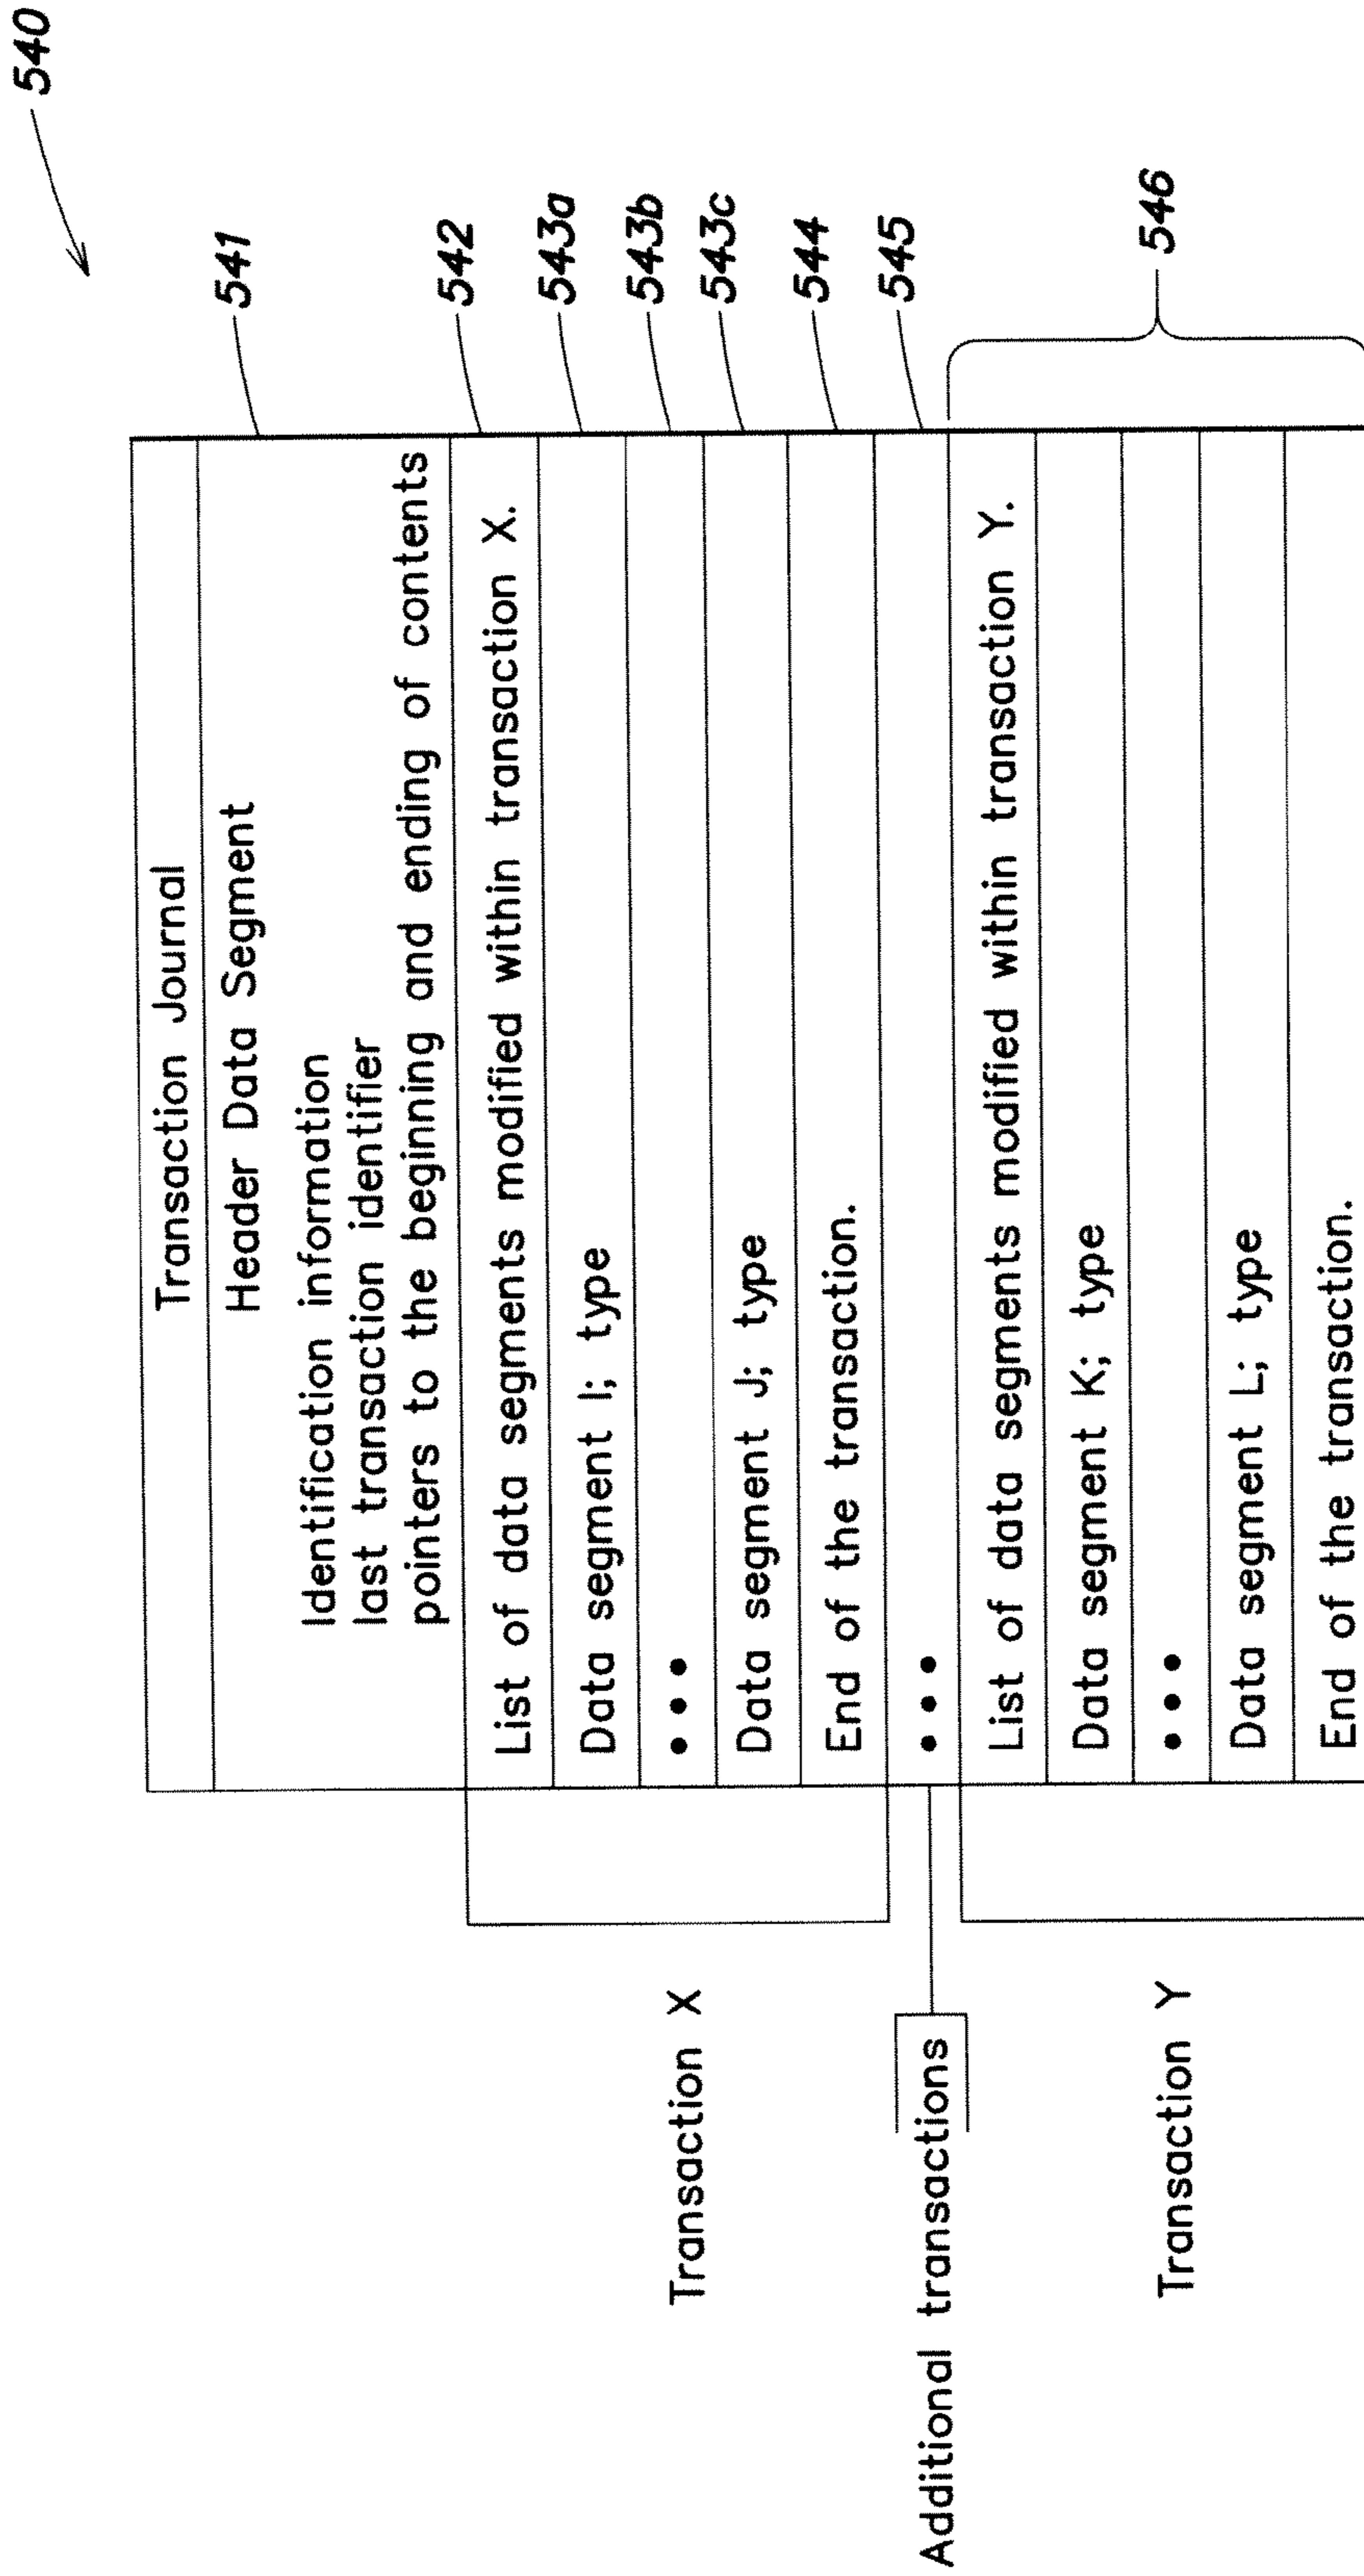 540
Transaction Journal
Header Data Segment
541
Identification information
last transaction identifier
pointers to the beginning and ending of contents
List of data segments modified within transaction X.
542
Data segment I; type
543a
•••
543b
Transaction X
Data segment J; type
543c
End of the transaction.
544
Additional transactions
•••
545
List of data segments modified within transaction Y.
Data segment K; type
•••
Transaction Y
546
Data segment L; type
End of the transaction.